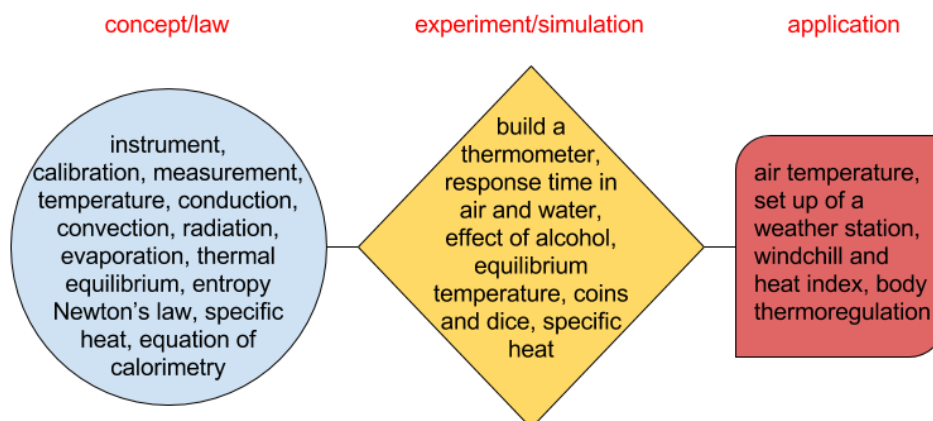 concept/law
experiment/simulation
application
instrument,
calibration, measurement,
temperature, conduction,
convection, radiation,
evaporation, thermal
equilibrium, entropy
Newton's law, specific
heat, equation of
calorimetry
build a
thermometer,
response time in
air and water,
effect of alcohol,
equilibrium
temperature, coins
and dice, specific
heat
air temperature,
set up of a
weather station,
windchill and
heat index, body
thermoregulation